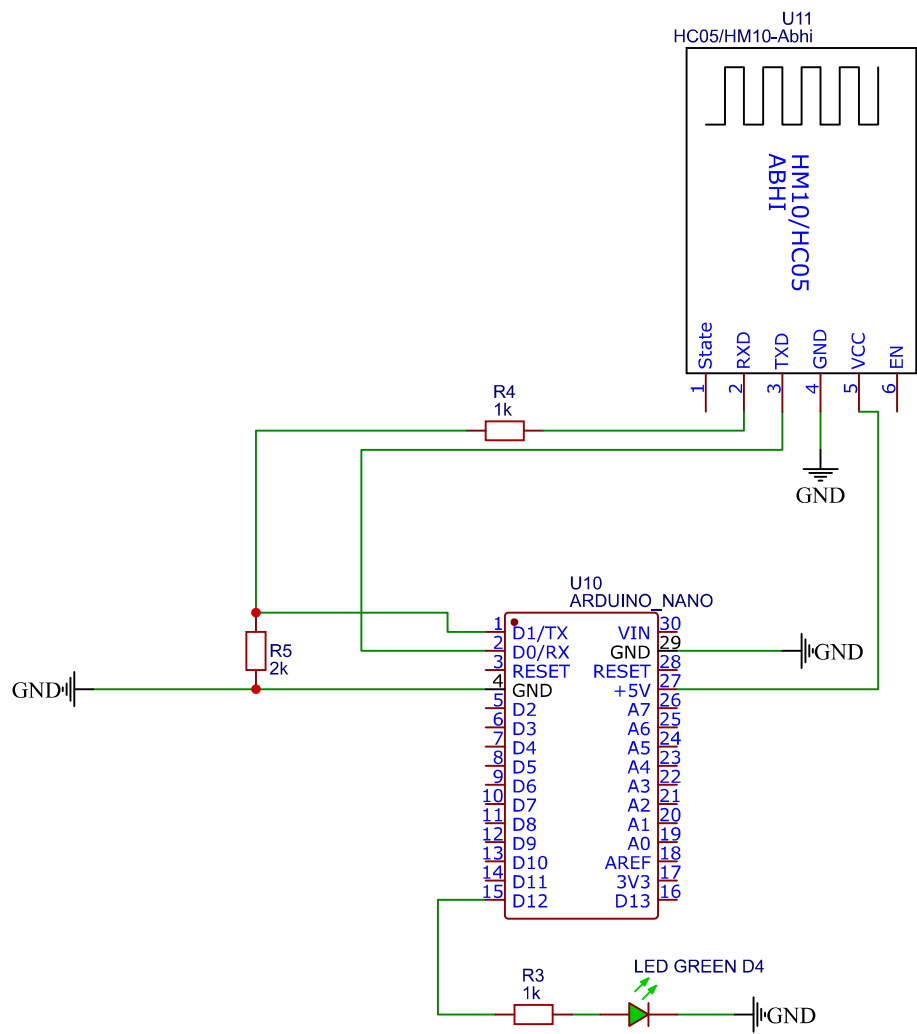 U11
HC05/HM10-Abhi
HM10/HC05
ABHI
State
RXD
TXD
GND
VCC
EN
1
2
3
4
5
6
R4
1k
GND
U10
ARDUINO_NANO
1 D1/TX VIN 30
2 D0/RX GND 29
3 RESET RESET 28
4 GND +5V 27
5 D2 A7 26
6 D3 A6 25
7 D4 A5 24
8 D5 A4 23
9 D6 A3 22
10 D7 A2 21
11 D8 A1 20
12 D9 A0 19
13 D10 AREF 18
14 D11 3V3 17
15 D12 D13 16
GND
R5
2k
GND
LED GREEN D4
R3
1k
GND